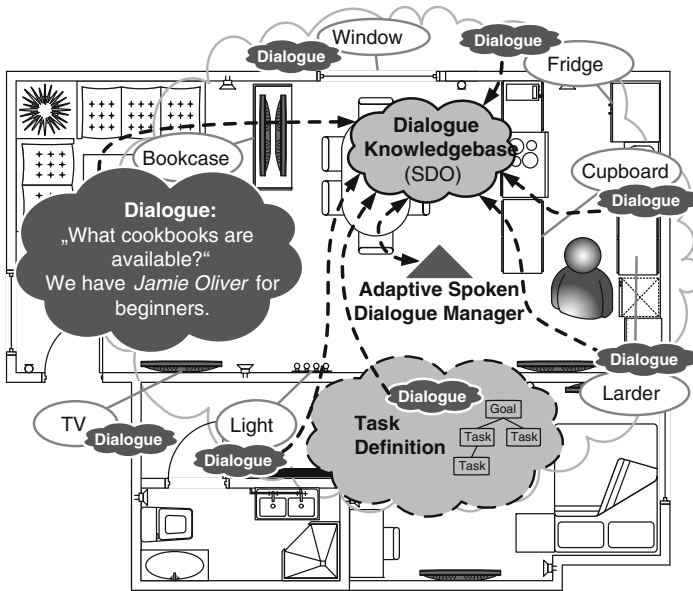 Window
Dialogue
Dialogue
Fridge
Dialogue
Knowledgebase
(SDO)
Bookcase
Cupboard
Dialogue
Dialogue:
„What cookbooks are
available?“
We have Jamie Oliver for
beginners.
Adaptive Spoken
Dialogue Manager
Dialogue
Larder
TV
Dialogue
Light
Dialogue
Dialogue
Task
Definition
Goal
Task
Task
Task